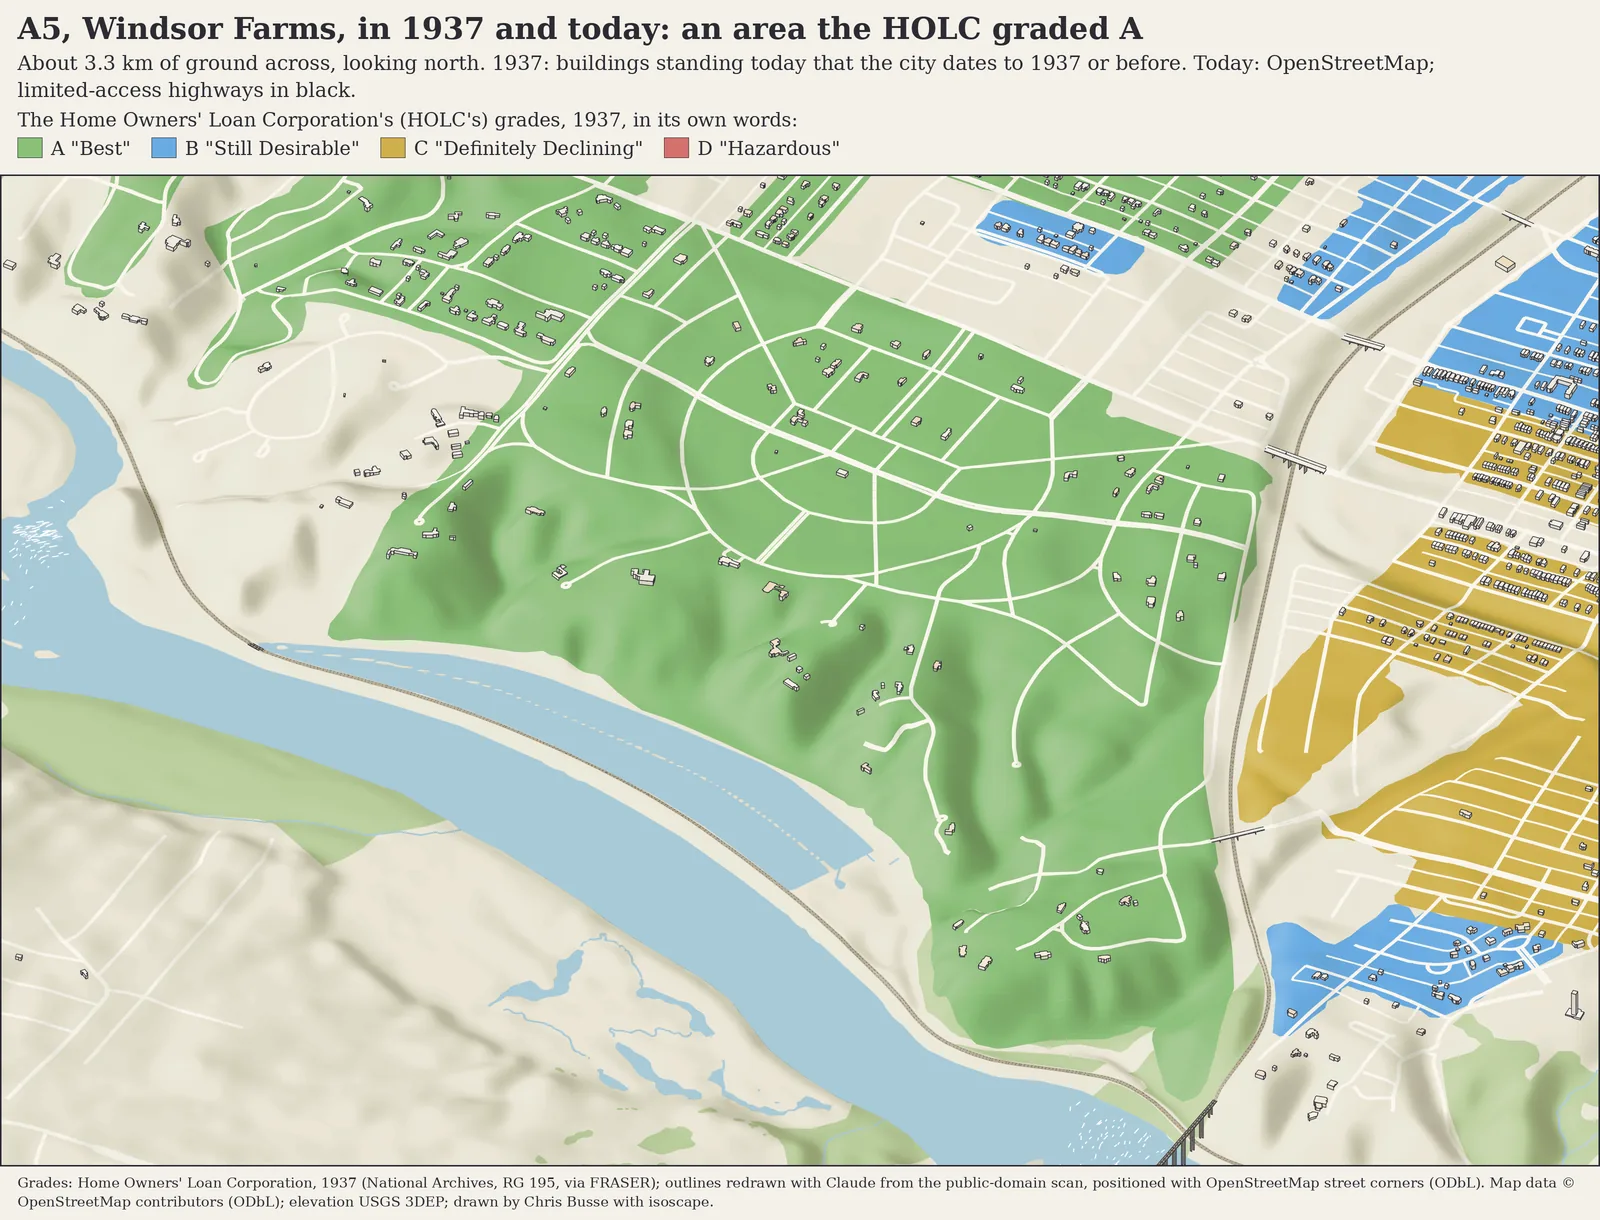 A5, Windsor Farms, in 1937 and today: an area the HOLC graded A
About 3.3 km of ground across, looking north. 1937: buildings standing today that the city dates to 1937 or before. Today: OpenStreetMap;
limited-access highways in black.
The Home Owners' Loan Corporation's (HOLC's) grades, 1937, in its own words:
A "Best" B "Still Desirable" C "Definitely Declining" D "Hazardous"
Grades: Home Owners' Loan Corporation, 1937 (National Archives, RG 195, via FRASER); outlines redrawn with Claude from the public-domain scan, positioned with OpenStreetMap street corners (ODbL). Map data ©
OpenStreetMap contributors (ODbL); elevation USGS 3DEP; drawn by Chris Busse with isoscape.